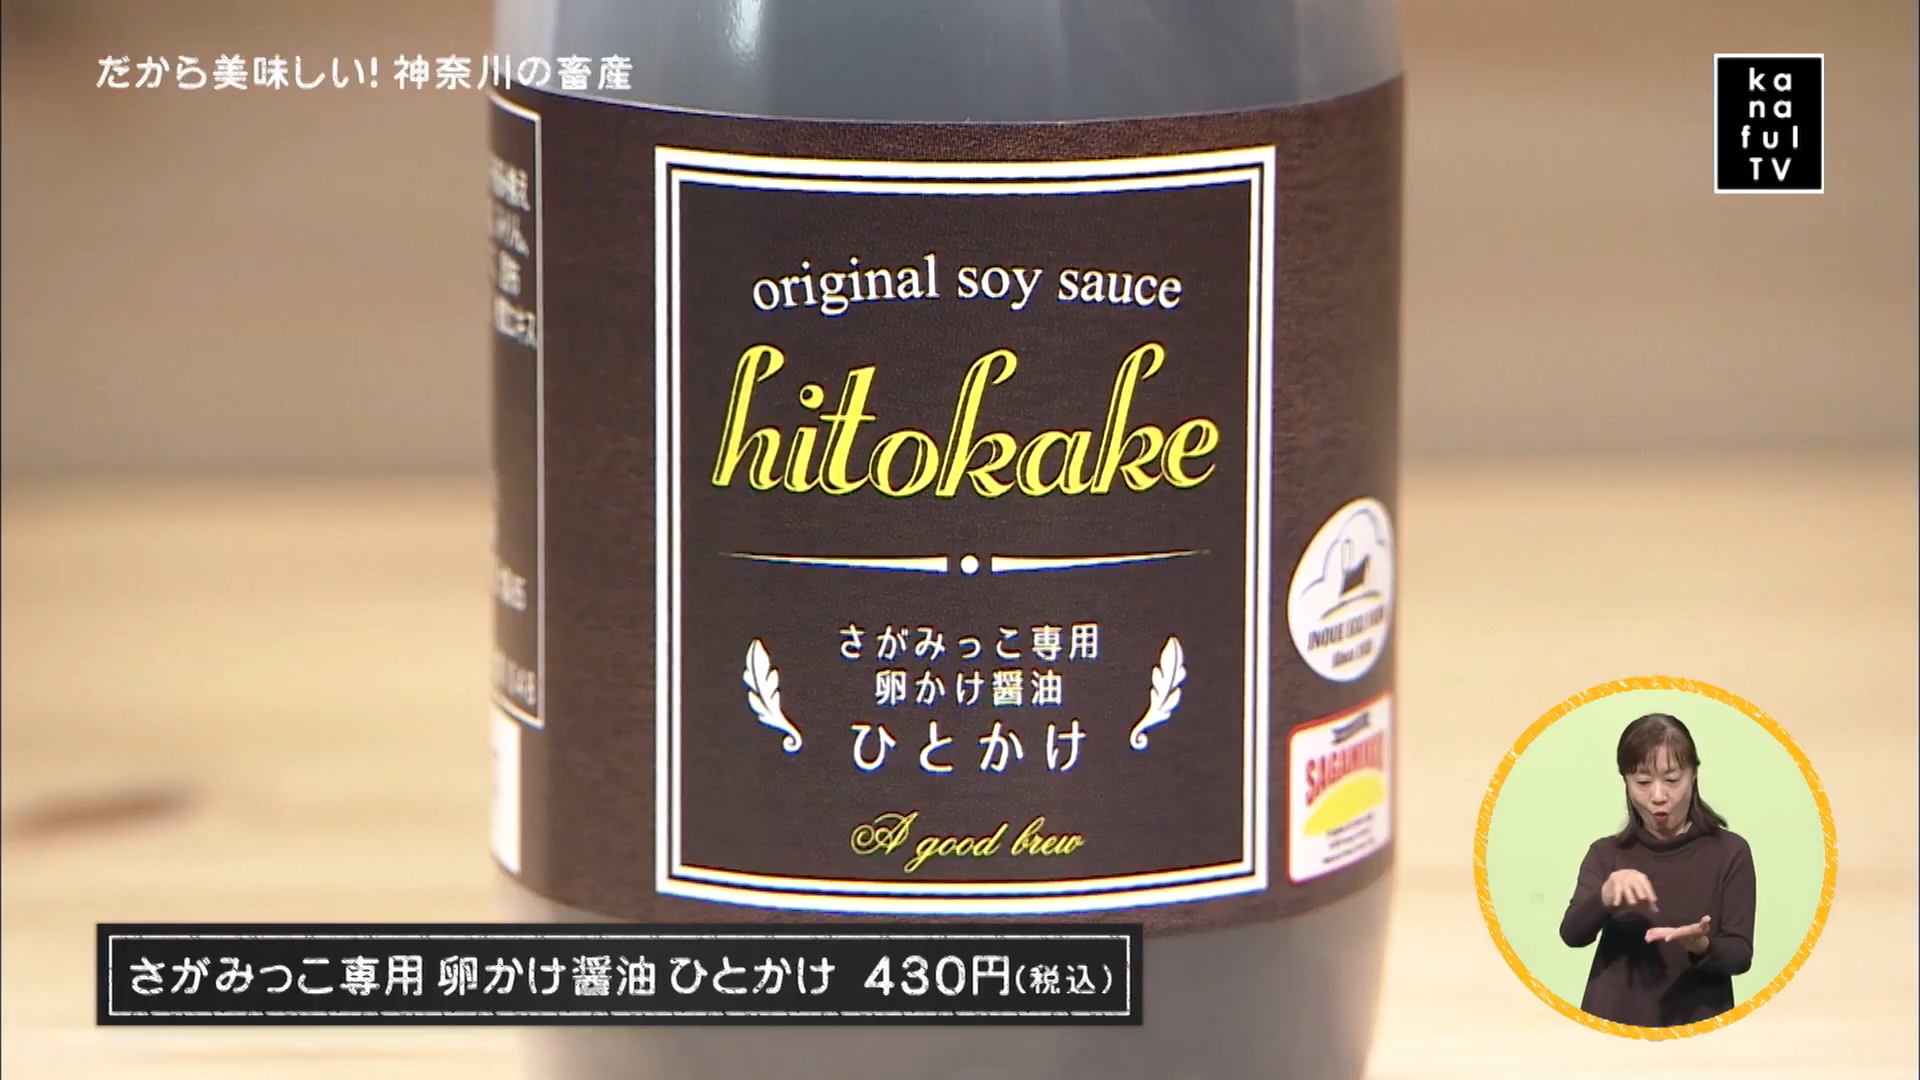 だから美味しい!神奈川の畜産
ka
na
ful
TV
original soy sauce
hitokake
さがみっこ専用
卵かけ醤油
ひとかけ
A good brew
SAGAMIKKO
さがみっこ専用 卵かけ醤油 ひとかけ 430円(税込)